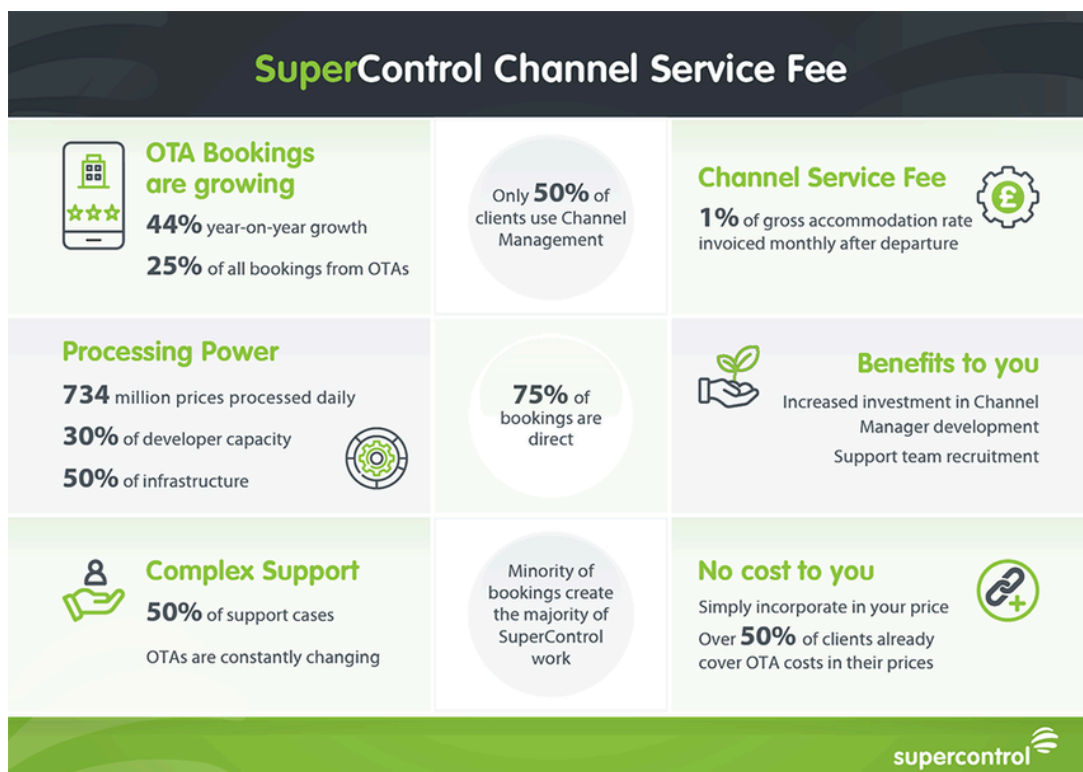 SuperControl Channel Service Fee
OTA Bookings
are growing
44% year-on-year growth
25% of all bookings from OTAs
Only 50% of
clients use Channel
Management
Channel Service Fee
1% of gross accommodation rate
invoiced monthly after departure
£
Processing Power
734 million prices processed daily
30% of developer capacity
50% of infrastructure
75% of
bookings are
direct
Benefits to you
Increased investment in Channel
Manager development
Support team recruitment
Complex Support
50% of support cases
OTAs are constantly changing
Minority of
bookings create
the majority of
SuperControl
work
No cost to you
Simply incorporate in your price
Over 50% of clients already
cover OTA costs in their prices
supercontrol